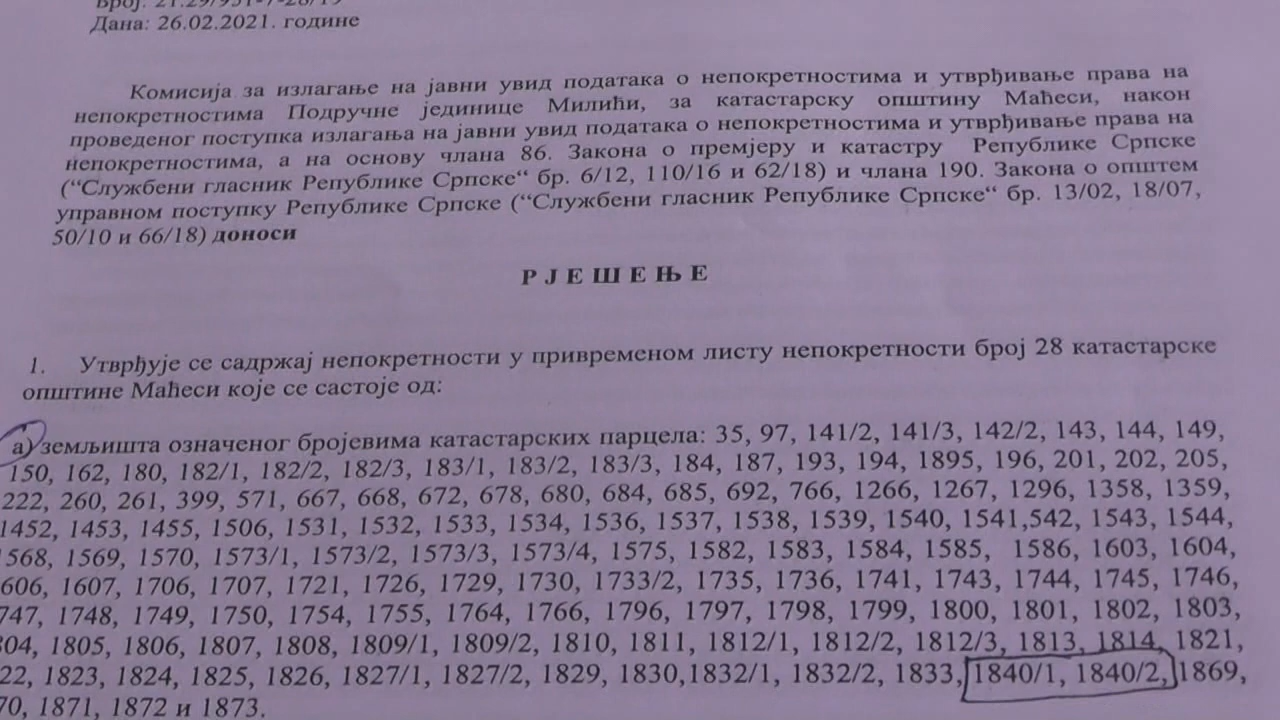 Дана: 26.02.2021. године
Комисија за излагање на јавни увид података о непокретностима и утврђивање права на
непокретностима Подручне јединице Милићи, за катастарску општину Маћеси, након
проведеног поступка излагања на јавни увид података о непокретностима и утврђивање права на
непокретностима, а на основу члана 86. Закона о премјеру и катастру Републике Српске
(“Службени гласник Републике Српске“ бр. 6/12, 110/16 и 62/18) и члана 190. Закона о општем
управном поступку Републике Српске (“Службени гласник Републике Српске“ бр. 13/02, 18/07,
50/10 и 66/18) доноси
Р Ј Е Ш Е Њ Е
1. Утврђује се садржај непокретности у привременом листу непокретности број 28 катастарске
општине Маћеси које се састоје од:
а) земљишта означеног бројевима катастарских парцела: 35, 97, 141/2, 141/3, 142/2, 143, 144, 149,
150, 162, 180, 182/1, 182/2, 182/3, 183/1, 183/2, 183/3, 184, 187, 193, 194, 1895, 196, 201, 202, 205,
222, 260, 261, 399, 571, 667, 668, 672, 678, 680, 684, 685, 692, 766, 1266, 1267, 1296, 1358, 1359,
1452, 1453, 1455, 1506, 1531, 1532, 1533, 1534, 1536, 1537, 1538, 1539, 1540, 1541,542, 1543, 1544,
1568, 1569, 1570, 1573/1, 1573/2, 1573/3, 1573/4, 1575, 1582, 1583, 1584, 1585, 1586, 1603, 1604,
606, 1607, 1706, 1707, 1721, 1726, 1729, 1730, 1733/2, 1735, 1736, 1741, 1743, 1744, 1745, 1746,
747, 1748, 1749, 1750, 1754, 1755, 1764, 1766, 1796, 1797, 1798, 1799, 1800, 1801, 1802, 1803,
804, 1805, 1806, 1807, 1808, 1809/1, 1809/2, 1810, 1811, 1812/1, 1812/2, 1812/3, 1813, 1814, 1821,
22, 1823, 1824, 1825, 1826, 1827/1, 1827/2, 1829, 1830,1832/1, 1832/2, 1833, 1840/1, 1840/2, 1869,
70, 1871, 1872 и 1873.